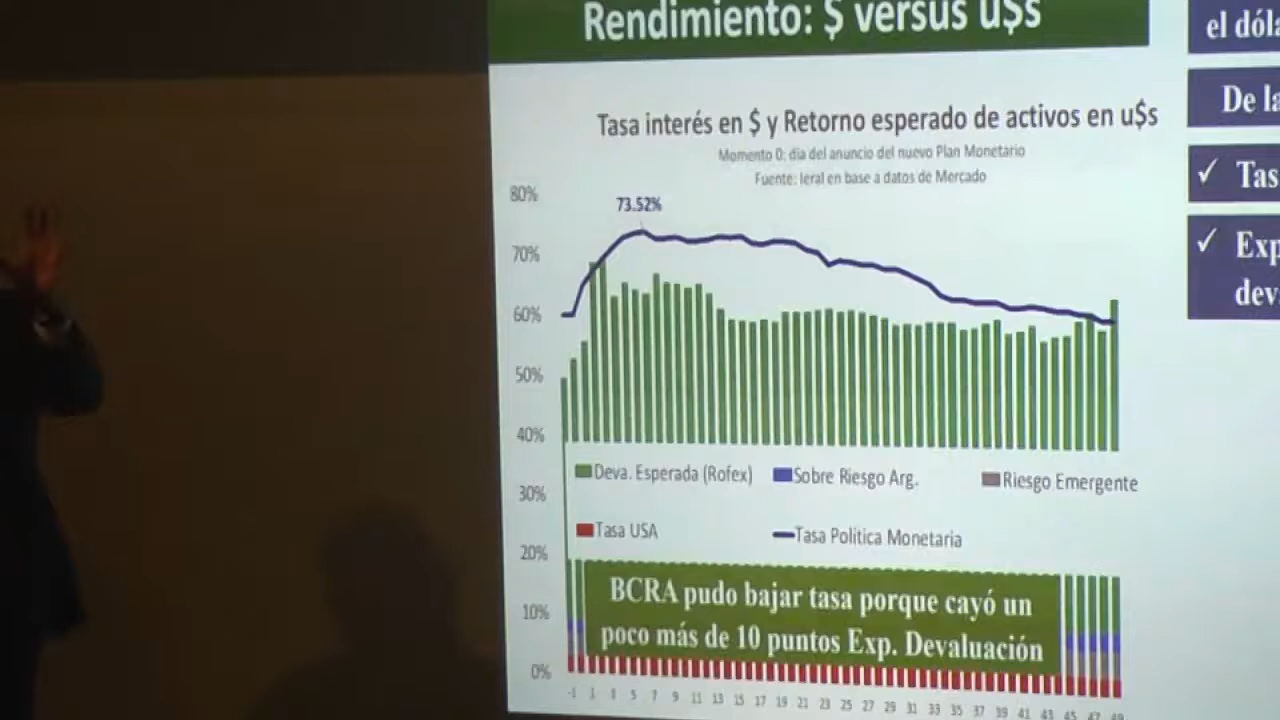 Rendimiento: $ versus u$s
Tasa interés en $ y Retorno esperado de activos en u$s
Momento 0: día del anuncio del nuevo Plan Monetario
Fuente: Ieral en base a datos de Mercado
80%
73.52%
70%
60%
50%
40%
Deva. Esperada (Rofex) Sobre Riesgo Arg. Riesgo Emergente
30%
Tasa USA Tasa Política Monetaria
20%
BCRA pudo bajar tasa porque cayó un
10%
poco más de 10 puntos Exp. Devaluación
0%
-1 1 3 5 7 9 11 13 15 17 19 21 23 25 27 29 31 33 35 37 39 41 43 45 47 49
el dóla
De la
✓ Tas
✓ Exp
dev